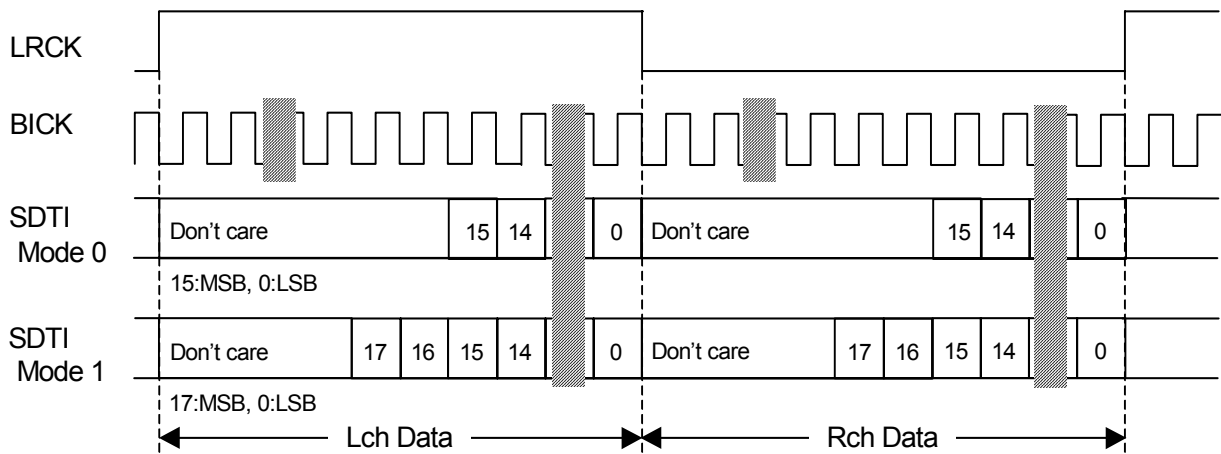 LRCK
BICK
SDTI
Mode 0
Don't care 15 14 0 Don't care 15 14 0
15:MSB, 0:LSB
SDTI
Mode 1
Don't care 17 16 15 14 0 Don't care 17 16 15 14 0
17:MSB, 0:LSB
Lch Data Rch Data